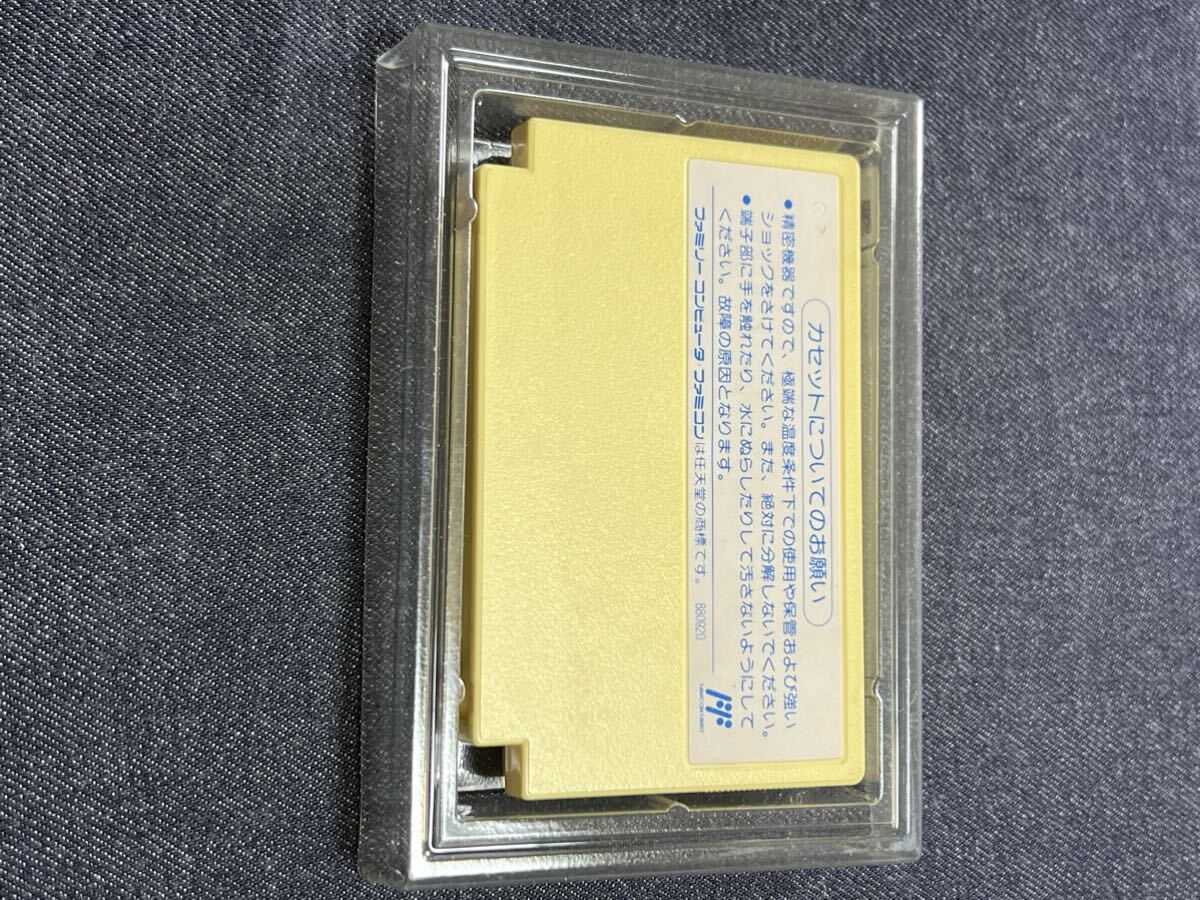 カセットについてのお願い
●精密機器ですので、極端な温度条件下での使用や保管および強い
ショックをさけてください。また、絶対に分解しないでください。
●端子部に手を触れたり、水にぬらしたりして汚さないようにして
ください。故障の原因となります。
ファミリーコンピュータ・ファミコンは任天堂の商標です。 880920